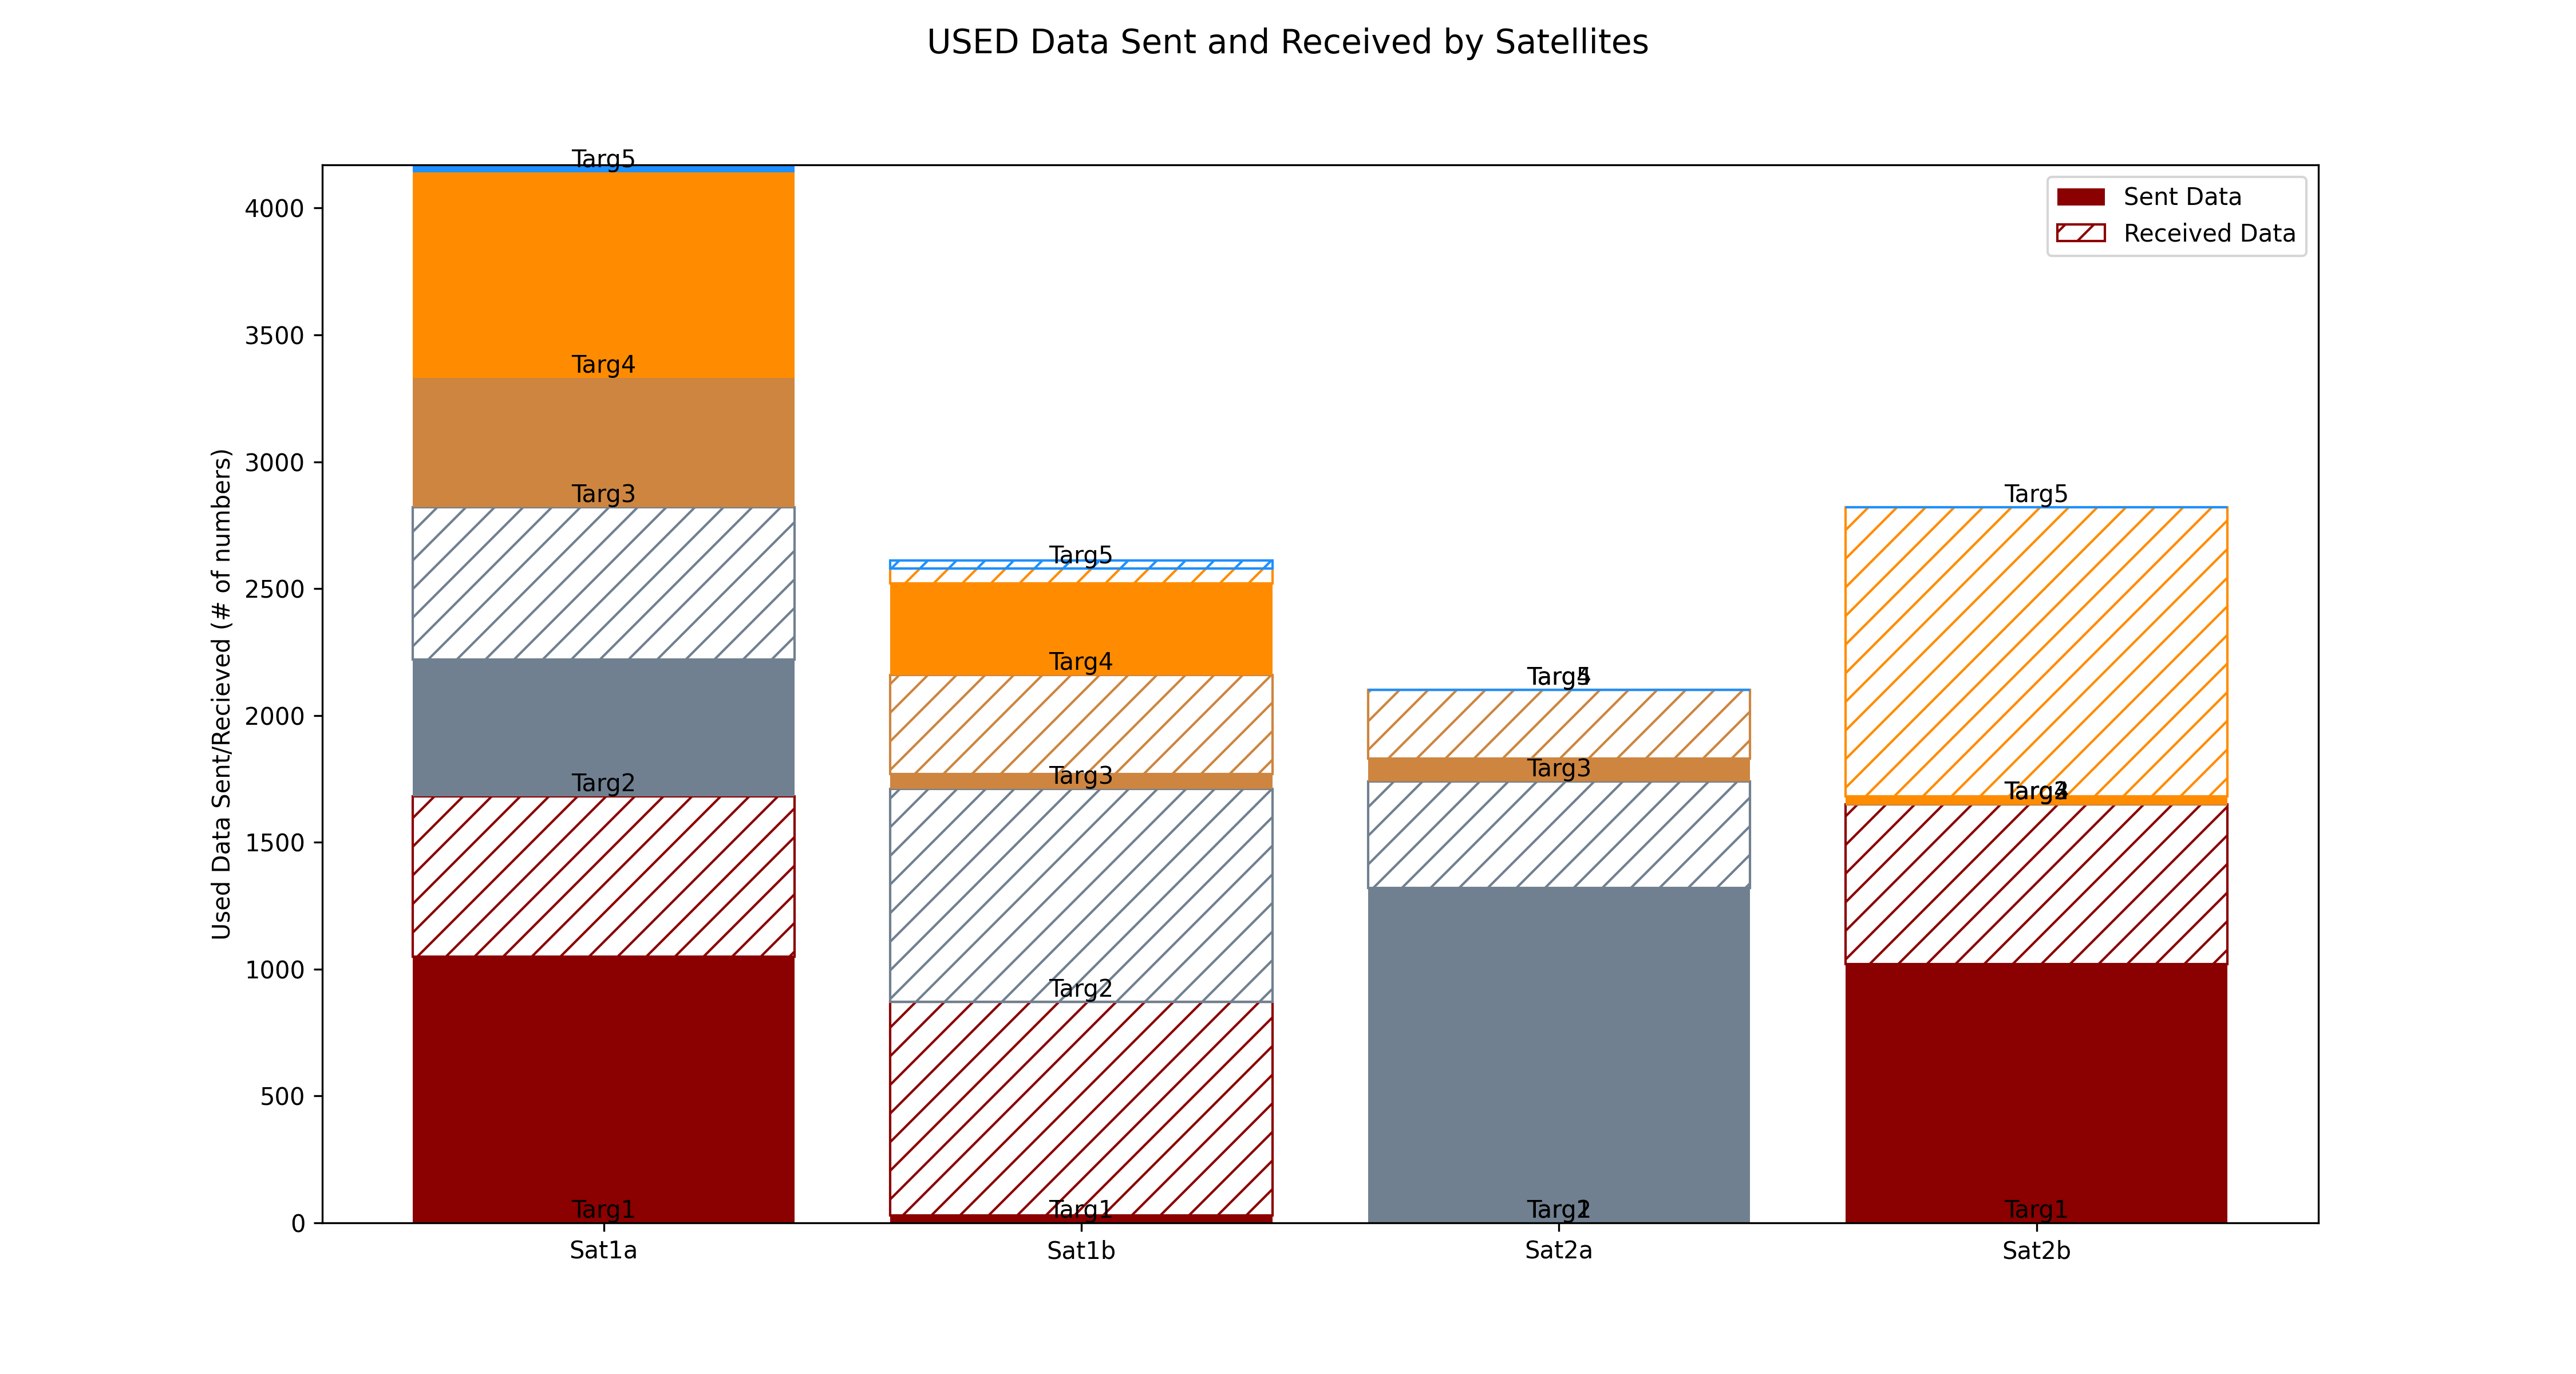 USED Data Sent and Received by Satellites
Used Data Sent/Recieved (# of numbers)
4000
3500
3000
2500
2000
1500
1000
500
0
Sent Data
Received Data
Targ5
Targ4
Targ3
Targ2
Targ1
Targ5
Targ4
Targ3
Targ2
Targ1
Targ3
Targ5
Targ1
Sat1a
Sat1b
Sat2a
Sat2b